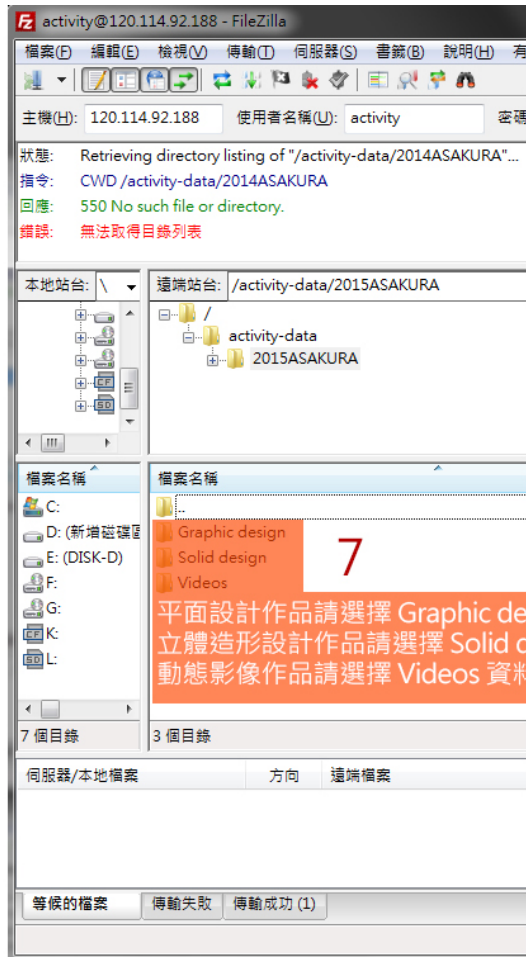 activity@120.114.92.188 - FileZilla
檔案(F) 編輯(E) 檢視(V) 傳輸(T) 伺服器(S) 書籤(B) 說明(H) 有
主機(H): 120.114.92.188 使用者名稱(U): activity 密碼
狀態: Retrieving directory listing of "/activity-data/2014ASAKURA"...
指令: CWD /activity-data/2014ASAKURA
回應: 550 No such file or directory.
錯誤: 無法取得目錄列表
本地站台: \ 遠端站台: /activity-data/2015ASAKURA
/
activity-data
2015ASAKURA
CF
SD
檔案名稱 檔案名稱
C: ..
D: (新增磁碟區 Graphic design
E: (DISK-D) Solid design 7
F: Videos
G:
CF K:
SD L:
平面設計作品請選擇 Graphic de
立體造形設計作品請選擇 Solid d
動態影像作品請選擇 Videos 資料
7 個目錄 3 個目錄
伺服器/本地檔案 方向 遠端檔案
等候的檔案 傳輸失敗 傳輸成功 (1)